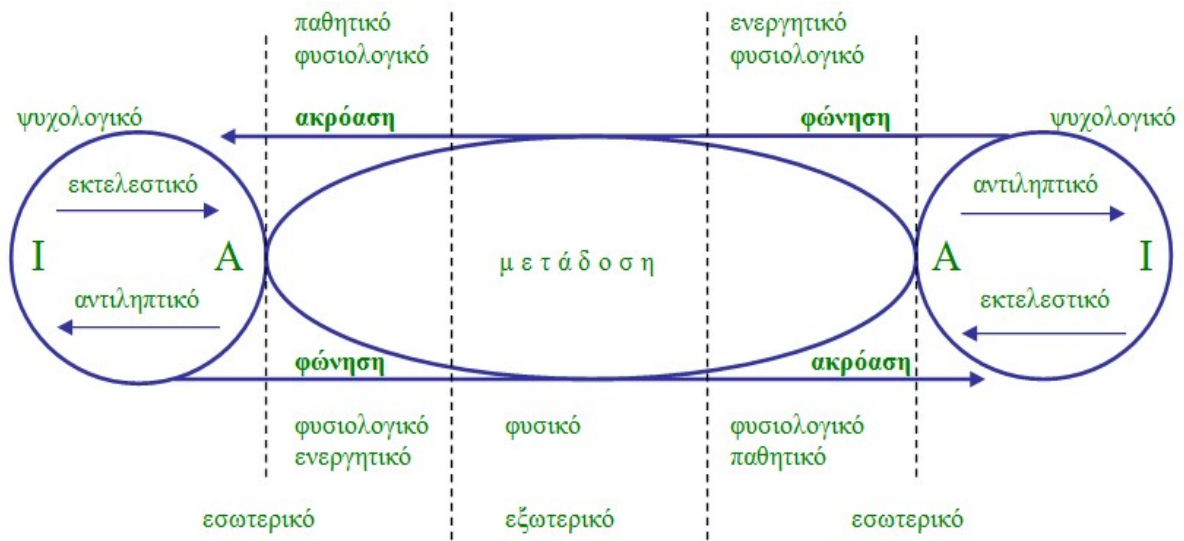 παθητικό
φυσιολογικό
ενεργητικό
φυσιολογικό
ψυχολογικό
ακρόαση
φώνηση
ψυχολογικό
εκτελεστικό
αντιληπτικό
I
A
μετάδοση
A
I
αντιληπτικό
εκτελεστικό
φώνηση
ακρόαση
φυσιολογικό
ενεργητικό
φυσικό
φυσιολογικό
παθητικό
εσωτερικό
εξωτερικό
εσωτερικό